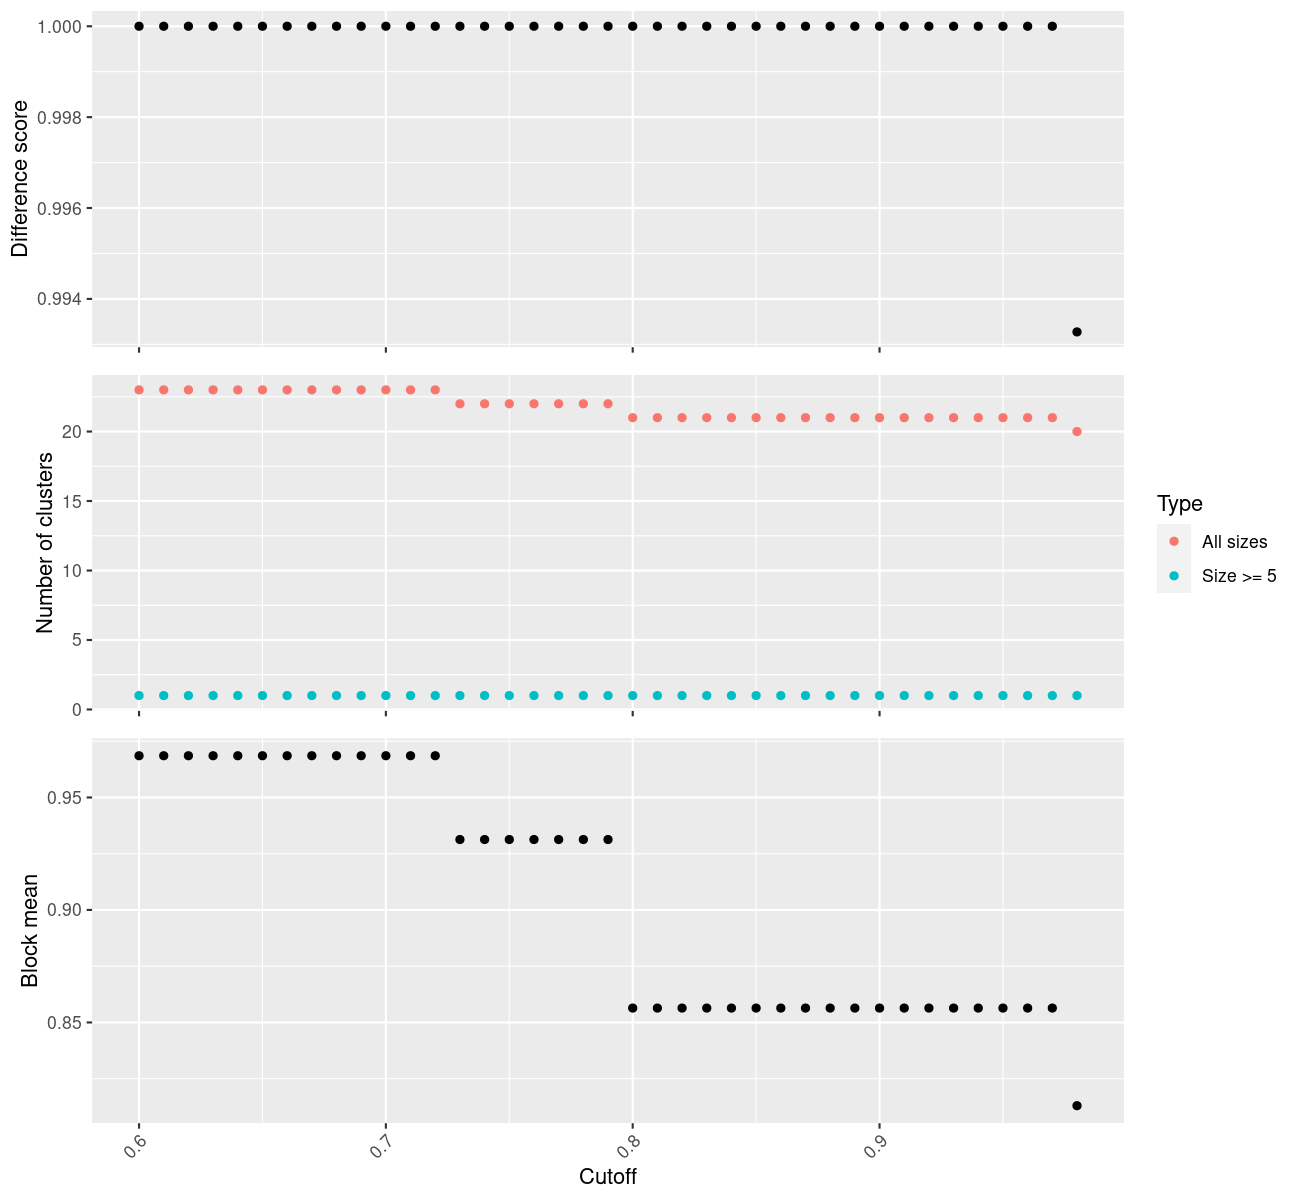 Difference score
1.000
0.998
0.996
0.994
Number of clusters
20
15
10
5
0
Type
All sizes
Size >= 5
Block mean
0.95
0.90
0.85
0.6
0.7
0.8
0.9
Cutoff